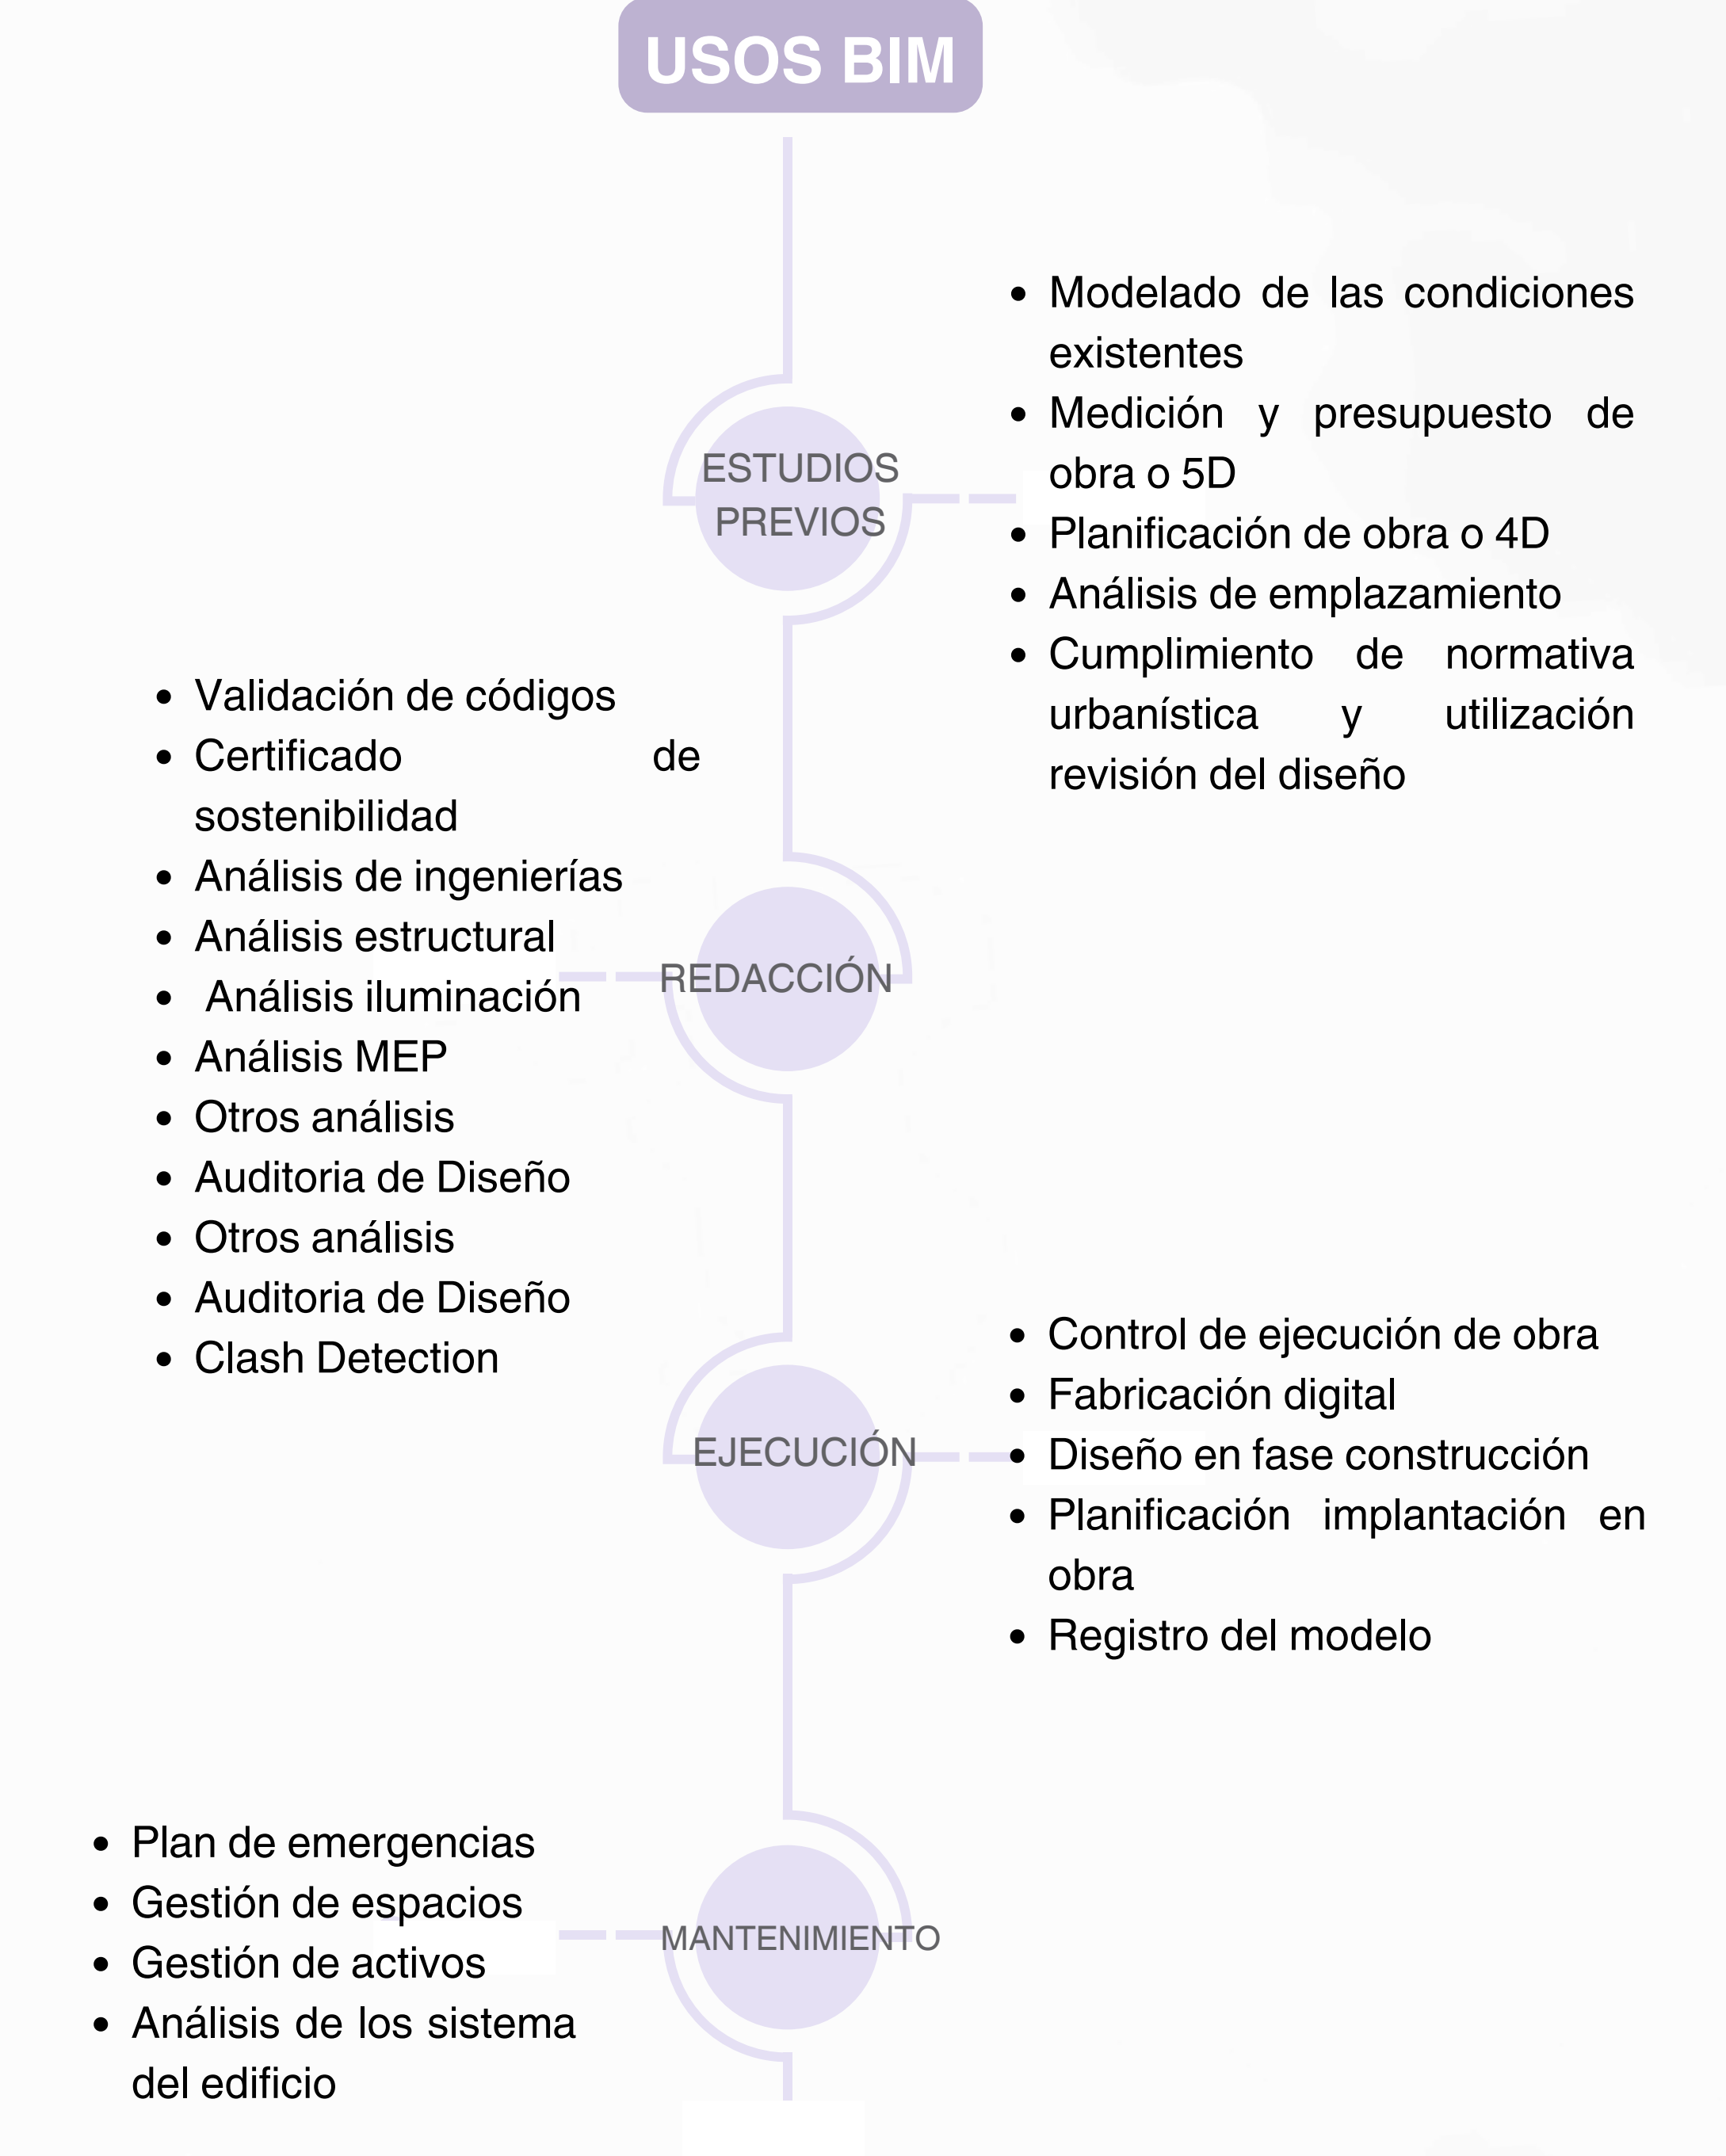 USOS BIM
ESTUDIOS
PREVIOS
• Modelado de las condiciones
existentes
• Medición y presupuesto de
obra o 5D
• Planificación de obra o 4D
• Análisis de emplazamiento
• Cumplimiento de normativa
urbanística y utilización
revisión del diseño
REDACCIÓN
• Validación de códigos
• Certificado de
sostenibilidad
• Análisis de ingenierías
• Análisis estructural
• Análisis iluminación
• Análisis MEP
• Otros análisis
• Auditoria de Diseño
• Otros análisis
• Auditoria de Diseño
• Clash Detection
EJECUCIÓN
• Control de ejecución de obra
• Fabricación digital
• Diseño en fase construcción
• Planificación implantación en
obra
• Registro del modelo
MANTENIMIENTO
• Plan de emergencias
• Gestión de espacios
• Gestión de activos
• Análisis de los sistema
del edificio